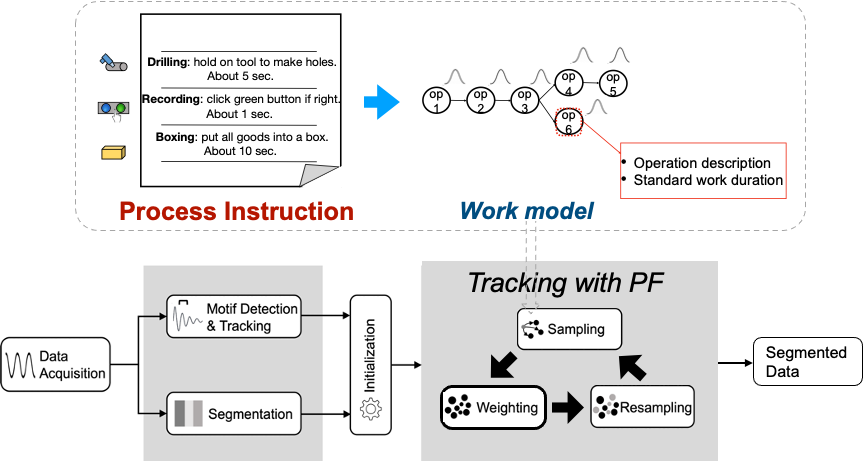 Drilling: hold on tool to make holes.
About 5 sec.
Recording: click green button if right.
About 1 sec.
Boxing: put all goods into a box.
About 10 sec.
Process Instruction
op
1
op
2
op
3
op
4
op
5
op
6
• Operation description
• Standard work duration
Work model
Data
Acquisition
Motif Detection
& Tracking
Segmentation
Initialization
Tracking with PF
Sampling
Weighting
Resampling
Segmented
Data